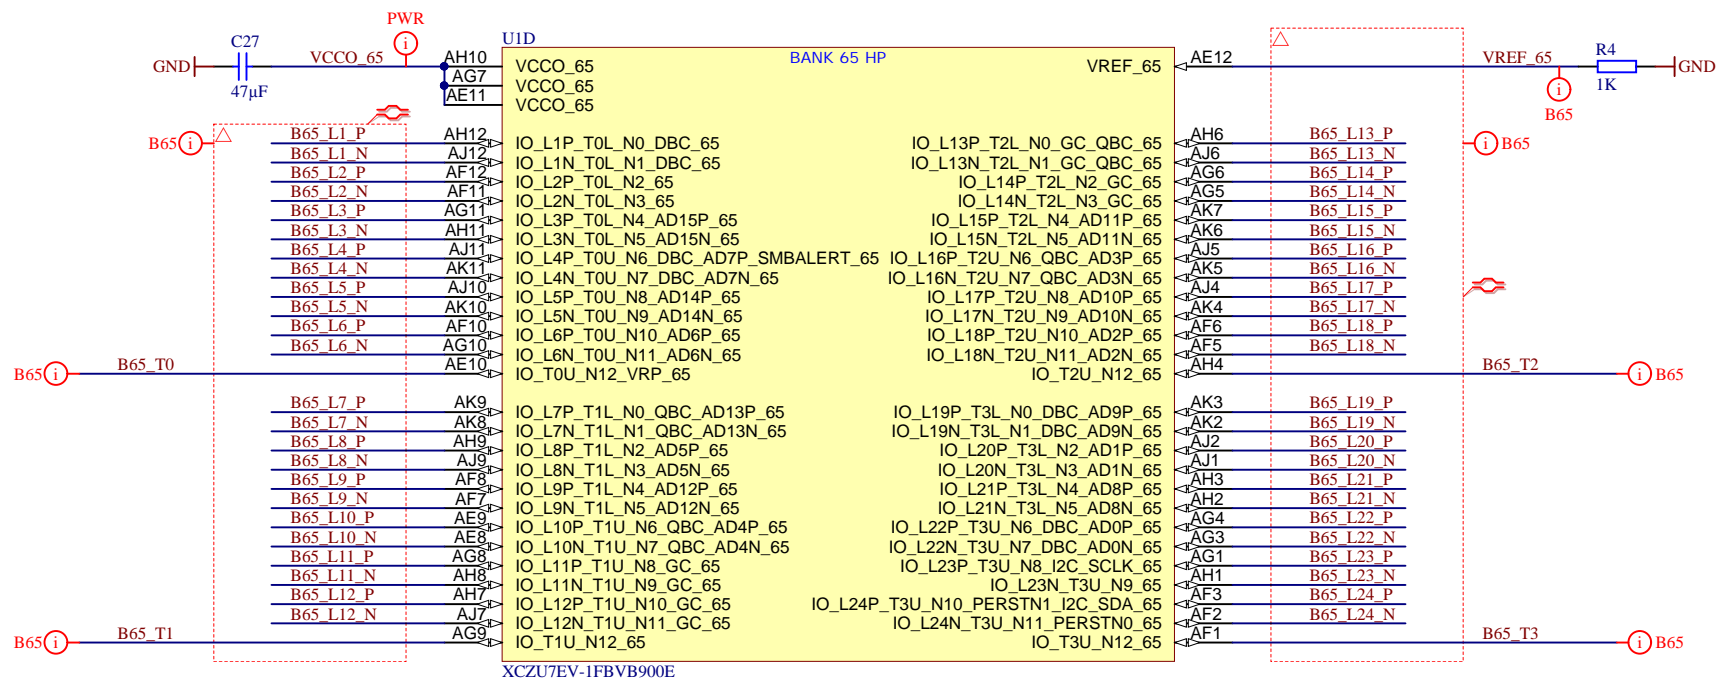 PWR
C27
VCCO_65
GND
47µF
U1D
BANK 65 HP
AH10 VCCO_65
AG7 VCCO_65
AE11 VCCO_65
VREF_65 AE12
VREF_65
R4
GND
1K
B65
B65
B65_L1_P AH12 IO_L1P_T0L_N0_DBC_65
B65_L1_N AJ12 IO_L1N_T0L_N1_DBC_65
B65_L2_P AF12 IO_L2P_T0L_N2_65
B65_L2_N AF11 IO_L2N_T0L_N3_65
B65_L3_P AG11 IO_L3P_T0L_N4_AD15P_65
B65_L3_N AH11 IO_L3N_T0L_N5_AD15N_65
B65_L4_P AJ11 IO_L4P_T0U_N6_DBC_AD7P_SMBALERT_65
B65_L4_N AK11 IO_L4N_T0U_N7_DBC_AD7N_65
B65_L5_P AJ10 IO_L5P_T0U_N8_AD14P_65
B65_L5_N AK10 IO_L5N_T0U_N9_AD14N_65
B65_L6_P AF10 IO_L6P_T0U_N10_AD6P_65
B65_L6_N AG10 IO_L6N_T0U_N11_AD6N_65
B65 B65_T0 AE10 IO_T0U_N12_VRP_65
B65_L7_P AK9 IO_L7P_T1L_N0_QBC_AD13P_65
B65_L7_N AK8 IO_L7N_T1L_N1_QBC_AD13N_65
B65_L8_P AH9 IO_L8P_T1L_N2_AD5P_65
B65_L8_N AJ9 IO_L8N_T1L_N3_AD5N_65
B65_L9_P AF8 IO_L9P_T1L_N4_AD12P_65
B65_L9_N AF7 IO_L9N_T1L_N5_AD12N_65
B65_L10_P AE9 IO_L10P_T1U_N6_QBC_AD4P_65
B65_L10_N AE8 IO_L10N_T1U_N7_QBC_AD4N_65
B65_L11_P AG8 IO_L11P_T1U_N8_GC_65
B65_L11_N AH8 IO_L11N_T1U_N9_GC_65
B65_L12_P AH7 IO_L12P_T1U_N10_GC_65
B65_L12_N AJ7 IO_L12N_T1U_N11_GC_65
B65 B65_T1 AG9 IO_T1U_N12_65
IO_L13P_T2L_N0_GC_QBC_65 AH6 B65_L13_P
B65
IO_L13N_T2L_N1_GC_QBC_65 AJ6 B65_L13_N
IO_L14P_T2L_N2_GC_65 AG6 B65_L14_P
IO_L14N_T2L_N3_GC_65 AG5 B65_L14_N
IO_L15P_T2L_N4_AD11P_65 AK7 B65_L15_P
IO_L15N_T2L_N5_AD11N_65 AK6 B65_L15_N
IO_L16P_T2U_N6_QBC_AD3P_65 AJ5 B65_L16_P
IO_L16N_T2U_N7_QBC_AD3N_65 AK5 B65_L16_N
IO_L17P_T2U_N8_AD10P_65 AJ4 B65_L17_P
IO_L17N_T2U_N9_AD10N_65 AK4 B65_L17_N
IO_L18P_T2U_N10_AD2P_65 AF6 B65_L18_P
IO_L18N_T2U_N11_AD2N_65 AF5 B65_L18_N
IO_T2U_N12_65 AH4 B65_T2 B65
IO_L19P_T3L_N0_DBC_AD9P_65 AK3 B65_L19_P
IO_L19N_T3L_N1_DBC_AD9N_65 AK2 B65_L19_N
IO_L20P_T3L_N2_AD1P_65 AJ2 B65_L20_P
IO_L20N_T3L_N3_AD1N_65 AJ1 B65_L20_N
IO_L21P_T3L_N4_AD8P_65 AH3 B65_L21_P
IO_L21N_T3L_N5_AD8N_65 AH2 B65_L21_N
IO_L22P_T3U_N6_DBC_AD0P_65 AG4 B65_L22_P
IO_L22N_T3U_N7_DBC_AD0N_65 AG3 B65_L22_N
IO_L23P_T3U_N8_I2C_SCLK_65 AG1 B65_L23_P
IO_L23N_T3U_N9_65 AH1 B65_L23_N
IO_L24P_T3U_N10_PERSTN1_I2C_SDA_65 AF3 B65_L24_P
IO_L24N_T3U_N11_PERSTN0_65 AF2 B65_L24_N
IO_T3U_N12_65 AF1 B65_T3 B65
XCZU7EV-1FBVB900E